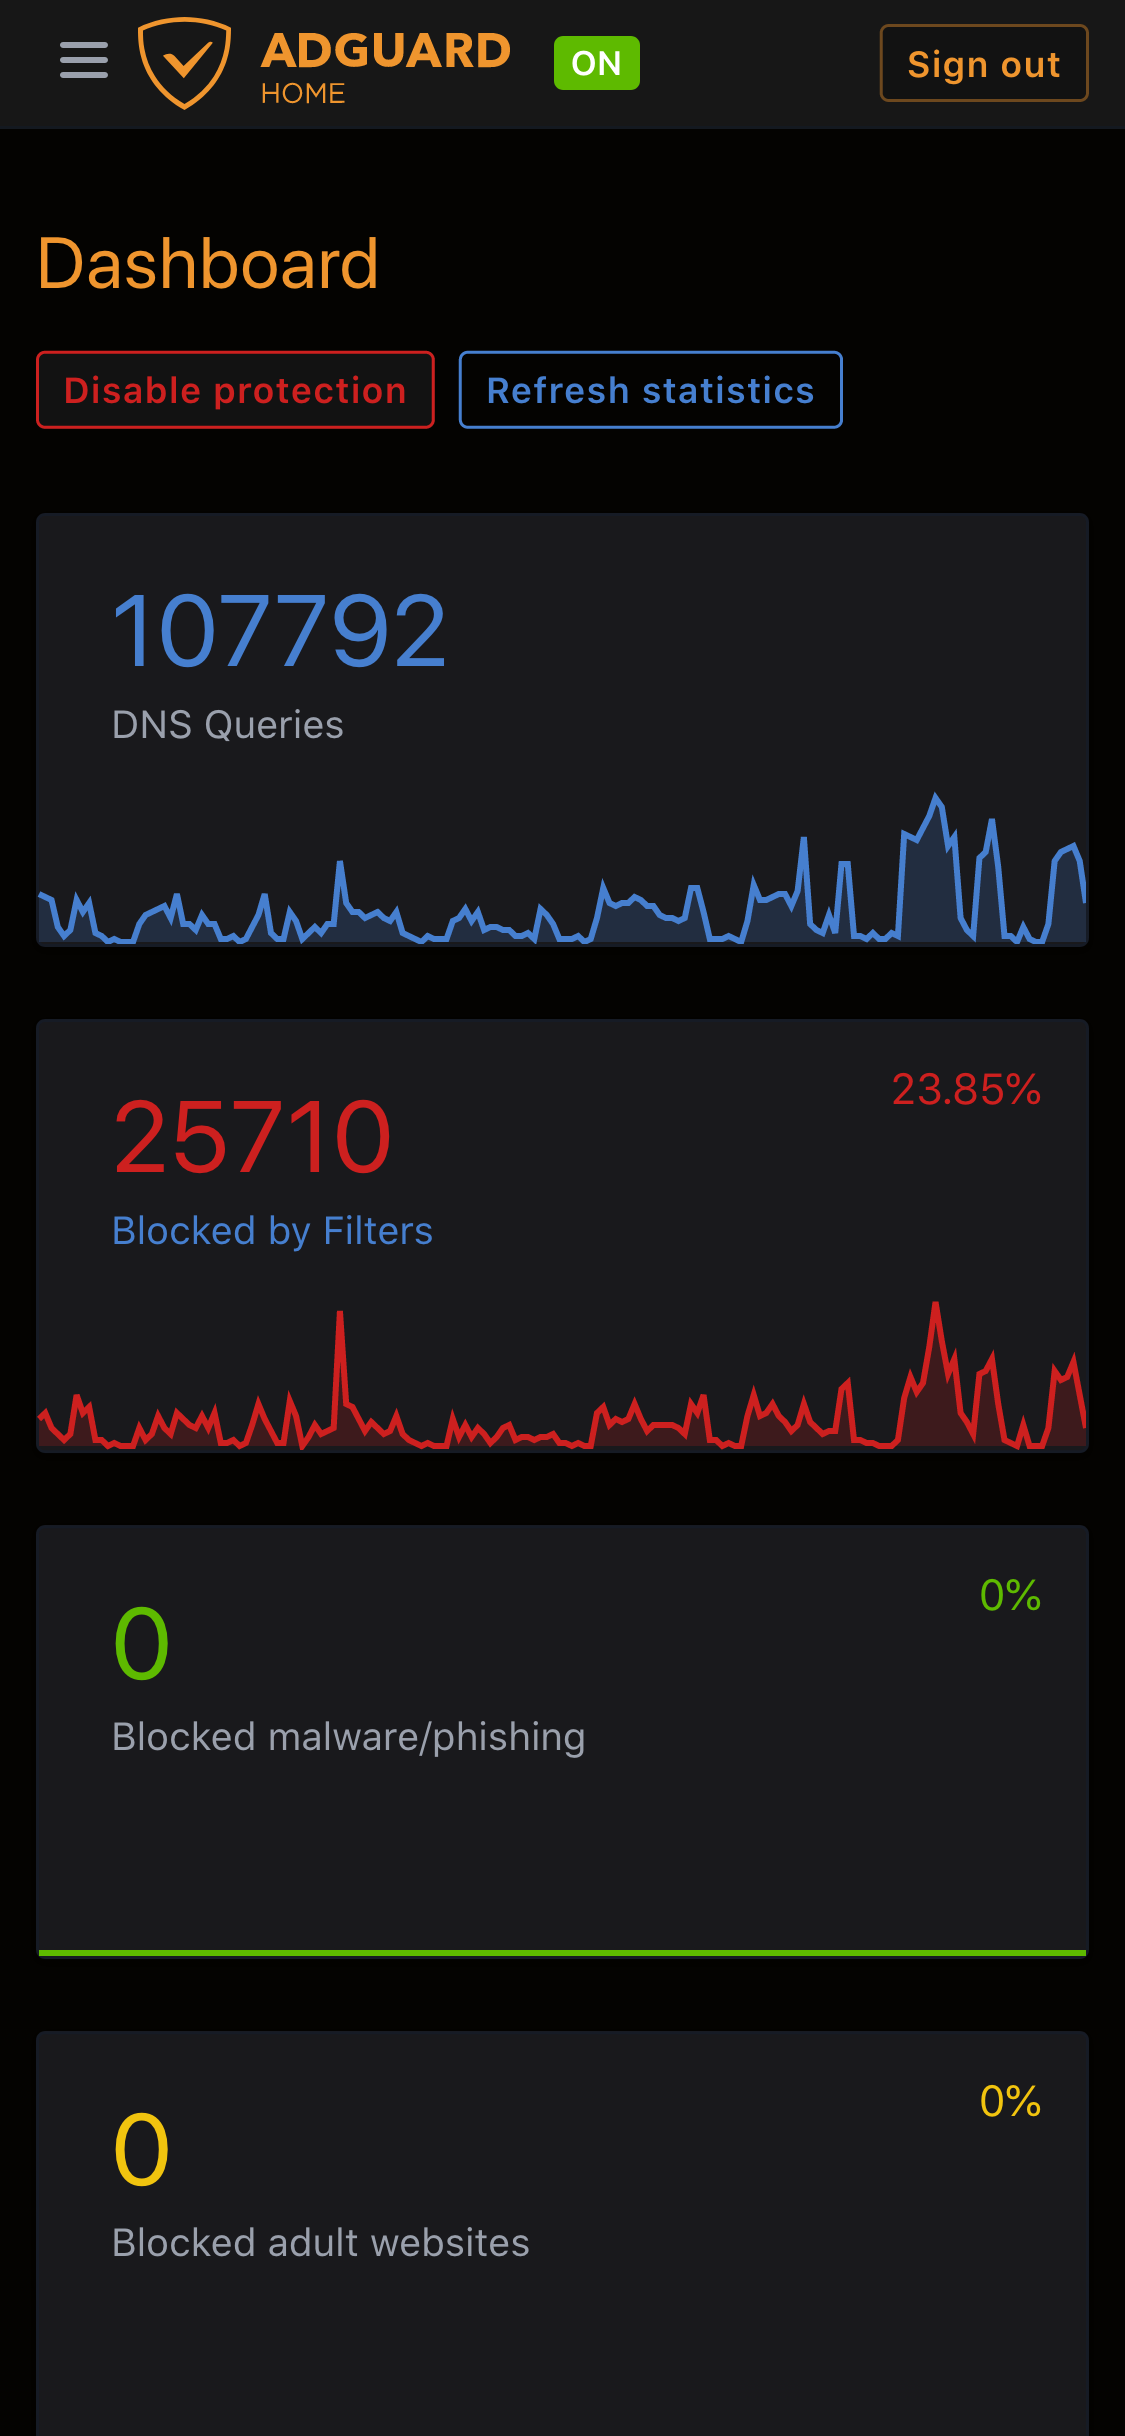 ADGUARD
HOME
ON
Sign out
Dashboard
Disable protection
Refresh statistics
107792
DNS Queries
23.85%
25710
Blocked by Filters
0%
0
Blocked malware/phishing
0%
0
Blocked adult websites